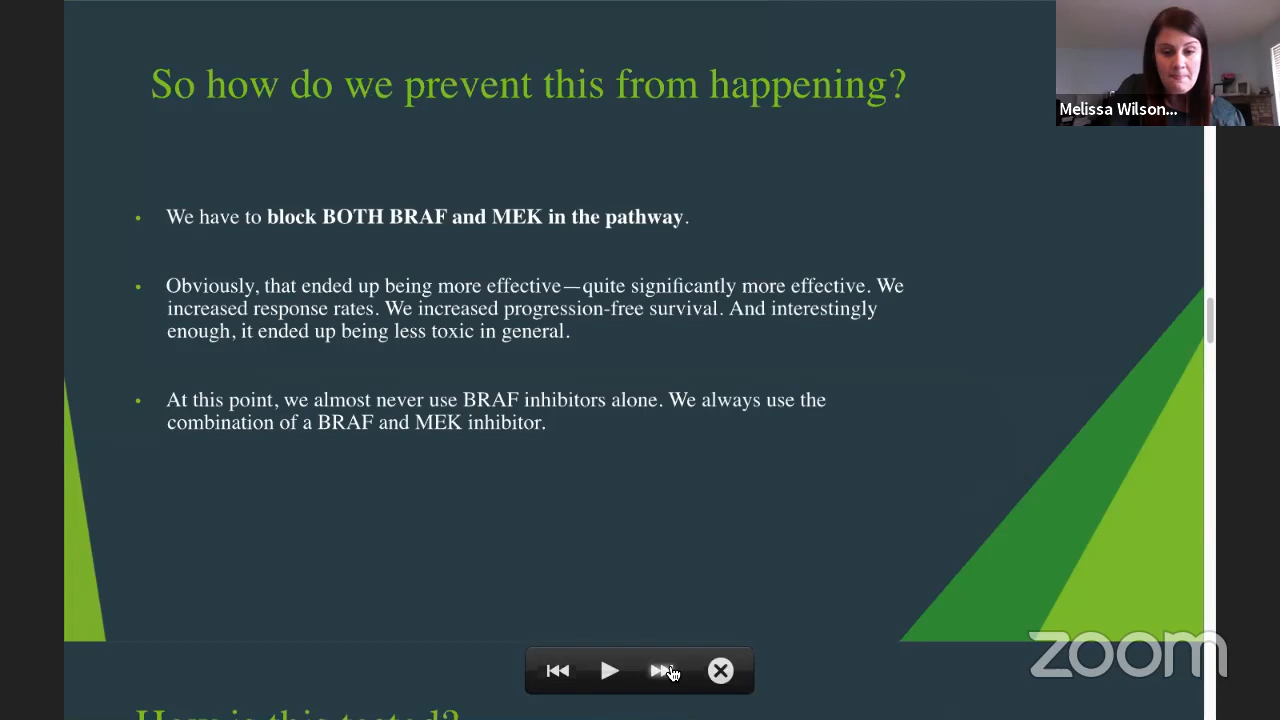 So how do we prevent this from happening?
Melissa Wilson...
• We have to block BOTH BRAF and MEK in the pathway.
• Obviously, that ended up being more effective—quite significantly more effective. We
increased response rates. We increased progression-free survival. And interestingly
enough, it ended up being less toxic in general.
• At this point, we almost never use BRAF inhibitors alone. We always use the
combination of a BRAF and MEK inhibitor.
zoom
How is this tested?